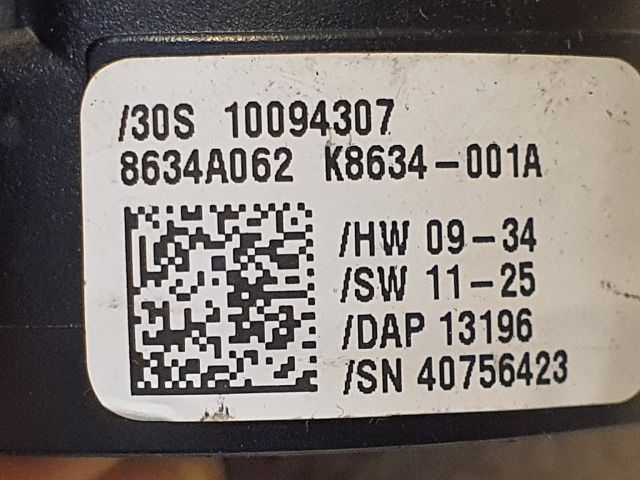 /30S 10094307
8634A062 K8634-001A
/HW 09-34
/SW 11-25
/DAP 13196
/SN 40756423